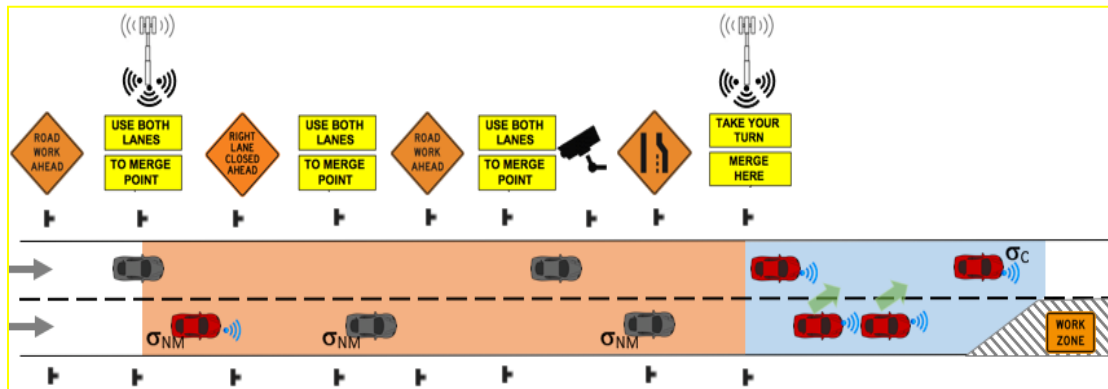 ROAD
WORK
AHEAD
USE BOTH
LANES
TO MERGE
POINT
RIGHT
LANE
CLOSED
AHEAD
USE BOTH
LANES
TO MERGE
POINT
ROAD
WORK
AHEAD
USE BOTH
LANES
TO MERGE
POINT
TAKE YOUR
TURN
MERGE
HERE
σC
σNM
σNM
σNM
WORK
ZONE